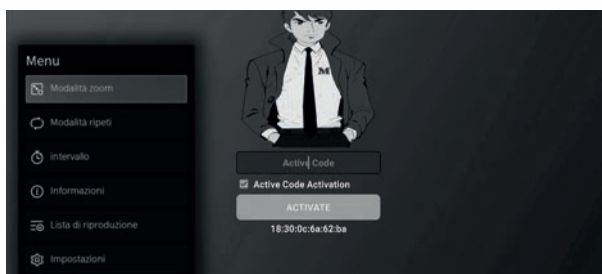 Menu
Modalità zoom
Modalità ripeti
intervallo
Informazioni
Lista di riproduzione
Impostazioni
M
Active Code
Active Code Activation
ACTIVATE
18:30:0c:6a:62:ba